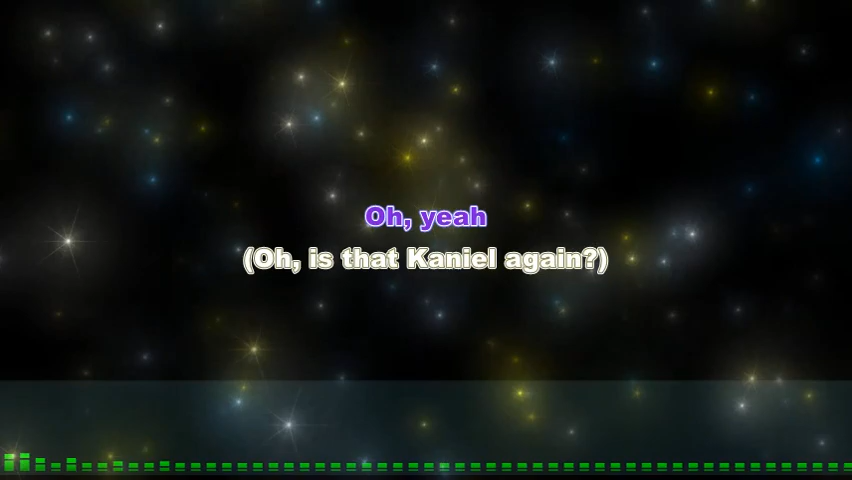 Oh, yeah
(Oh, is that Kaniel again?)